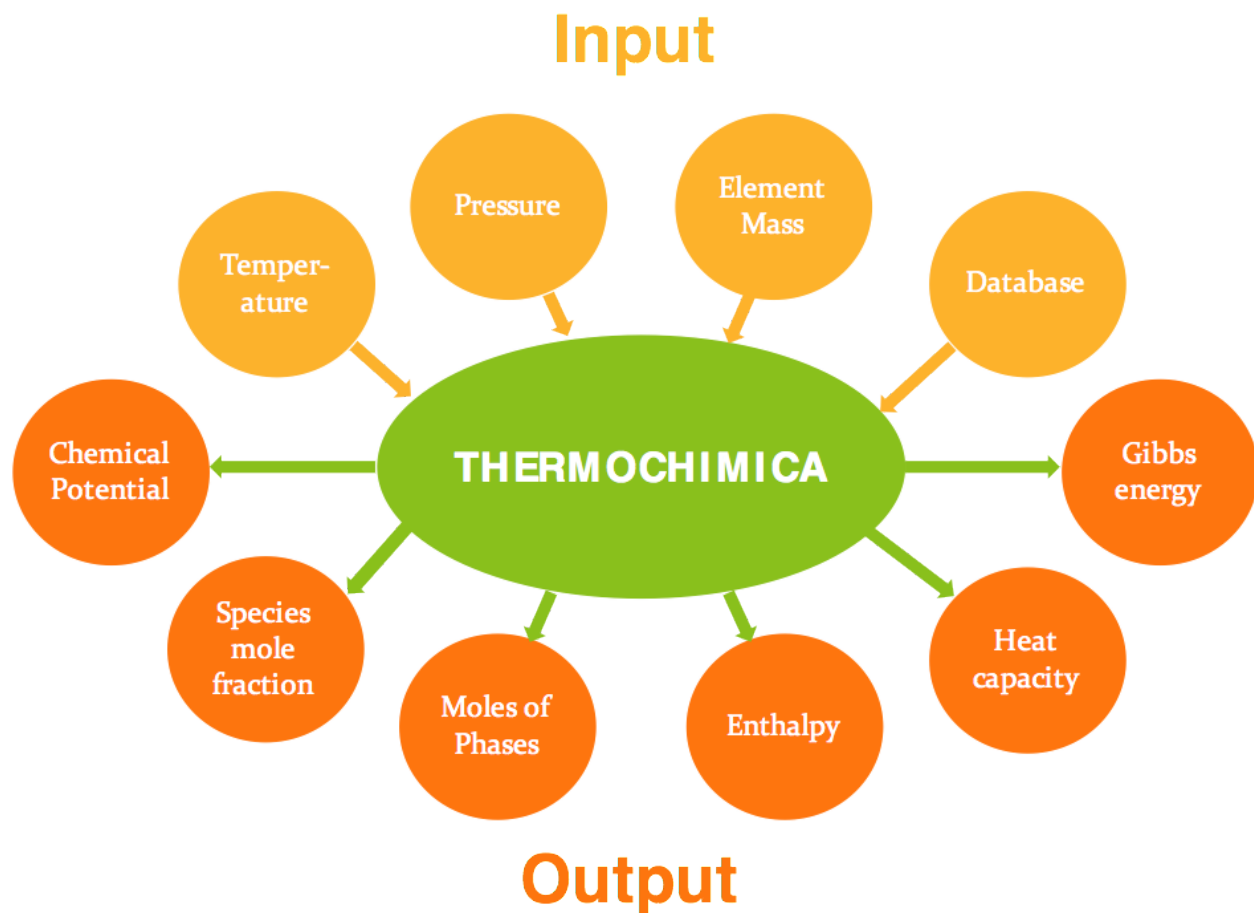 Input
Pressure
Element
Mass
Temper-
ature
Database
Chemical
Potential
THERMOCHIMICA
Gibbs
energy
Species
mole
fraction
Heat
capacity
Moles of
Phases
Enthalpy
Output